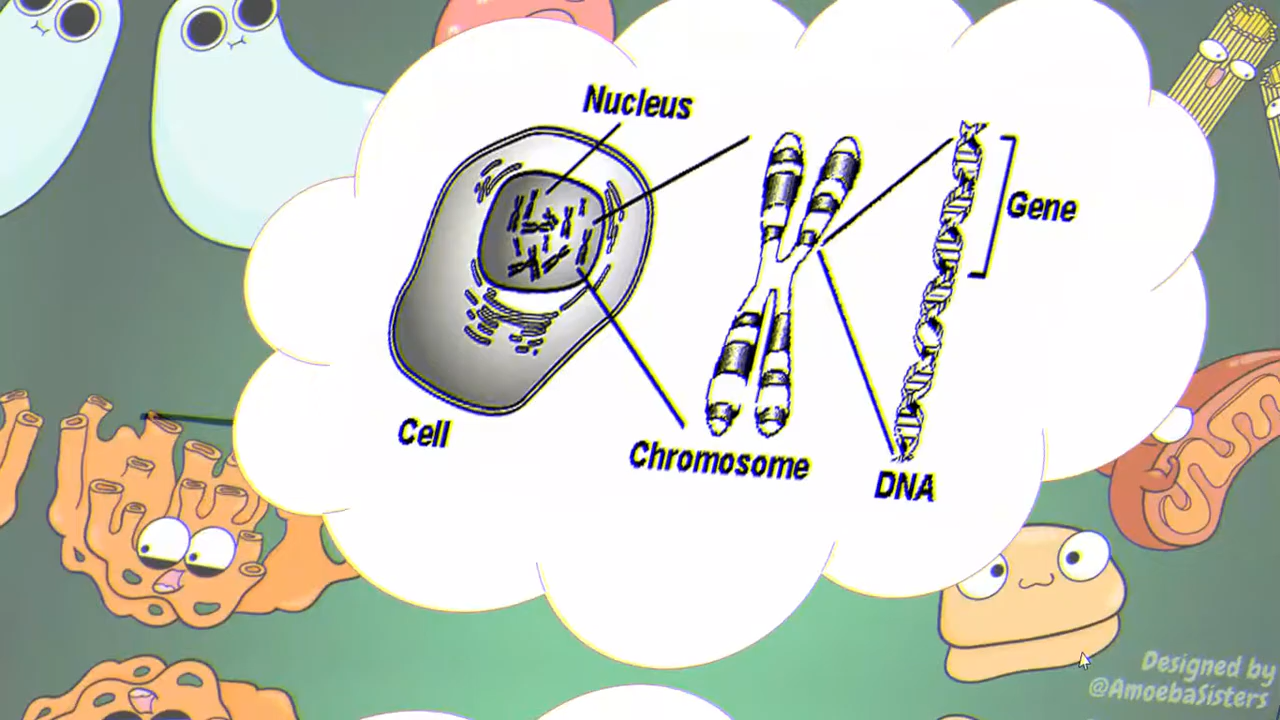 Nucleus
Gene
Cell
Chromosome
DNA
Designed by
@AmoebaSisters